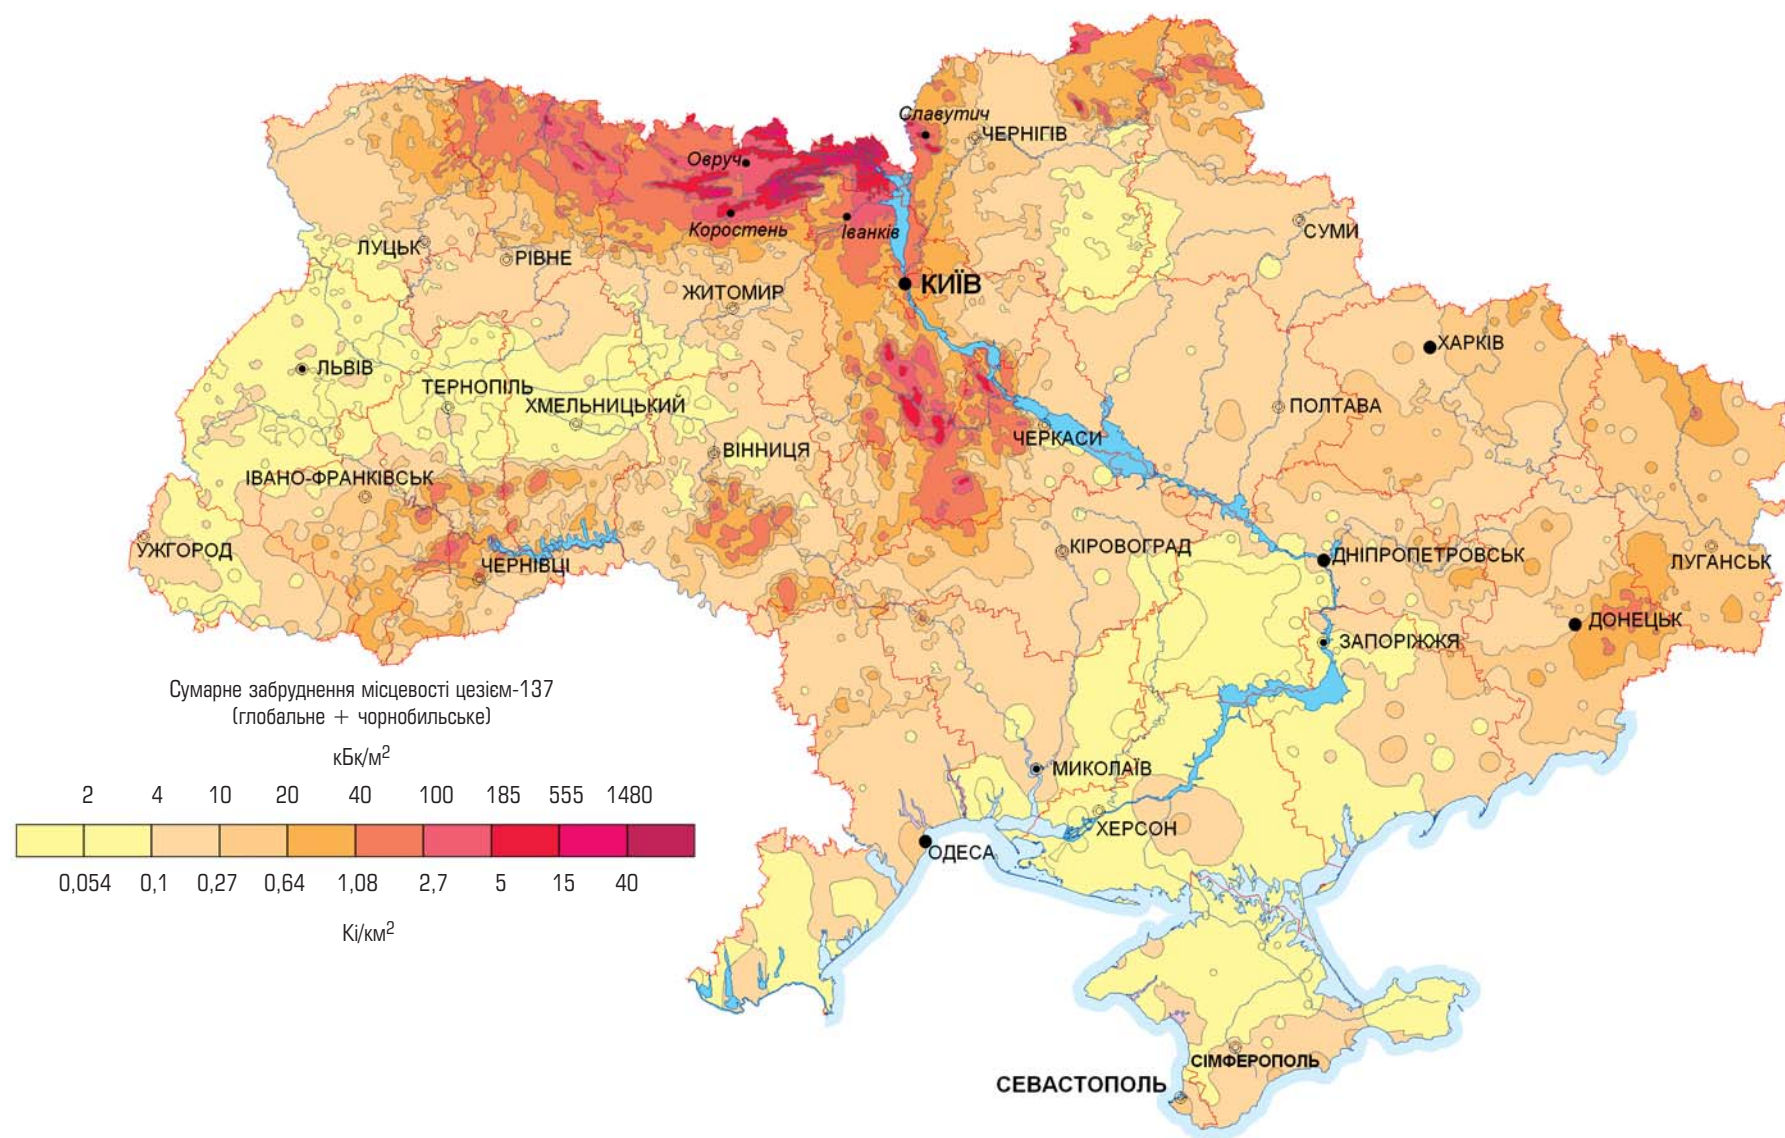 Славутич
ЧЕРНІГІВ
Овруч
Коростень
Іванків
СУМИ
ЛУЦЬК
РІВНЕ
КИЇВ
ЖИТОМИР
ХАРКІВ
ЛЬВІВ
ТЕРНОПІЛЬ
ХМЕЛЬНИЦЬКИЙ
ПОЛТАВА
ЧЕРКАСИ
ВІННИЦЯ
ІВАНО-ФРАНКІВСЬК
УЖГОРОД
КІРОВОГРАД
ДНІПРОПЕТРОВСЬК
ЛУГАНСЬК
ЧЕРНІВЦІ
ДОНЕЦЬК
ЗАПОРІЖЖЯ
Сумарне забруднення місцевості цезієм-137
(глобальне + чорнобильське)
кБк/м²
2 4 10 20 40 100 185 555 1480
0,054 0,1 0,27 0,64 1,08 2,7 5 15 40
Кі/км²
МИКОЛАЇВ
ХЕРСОН
ОДЕСА
СІМФЕРОПОЛЬ
СЕВАСТОПОЛЬ